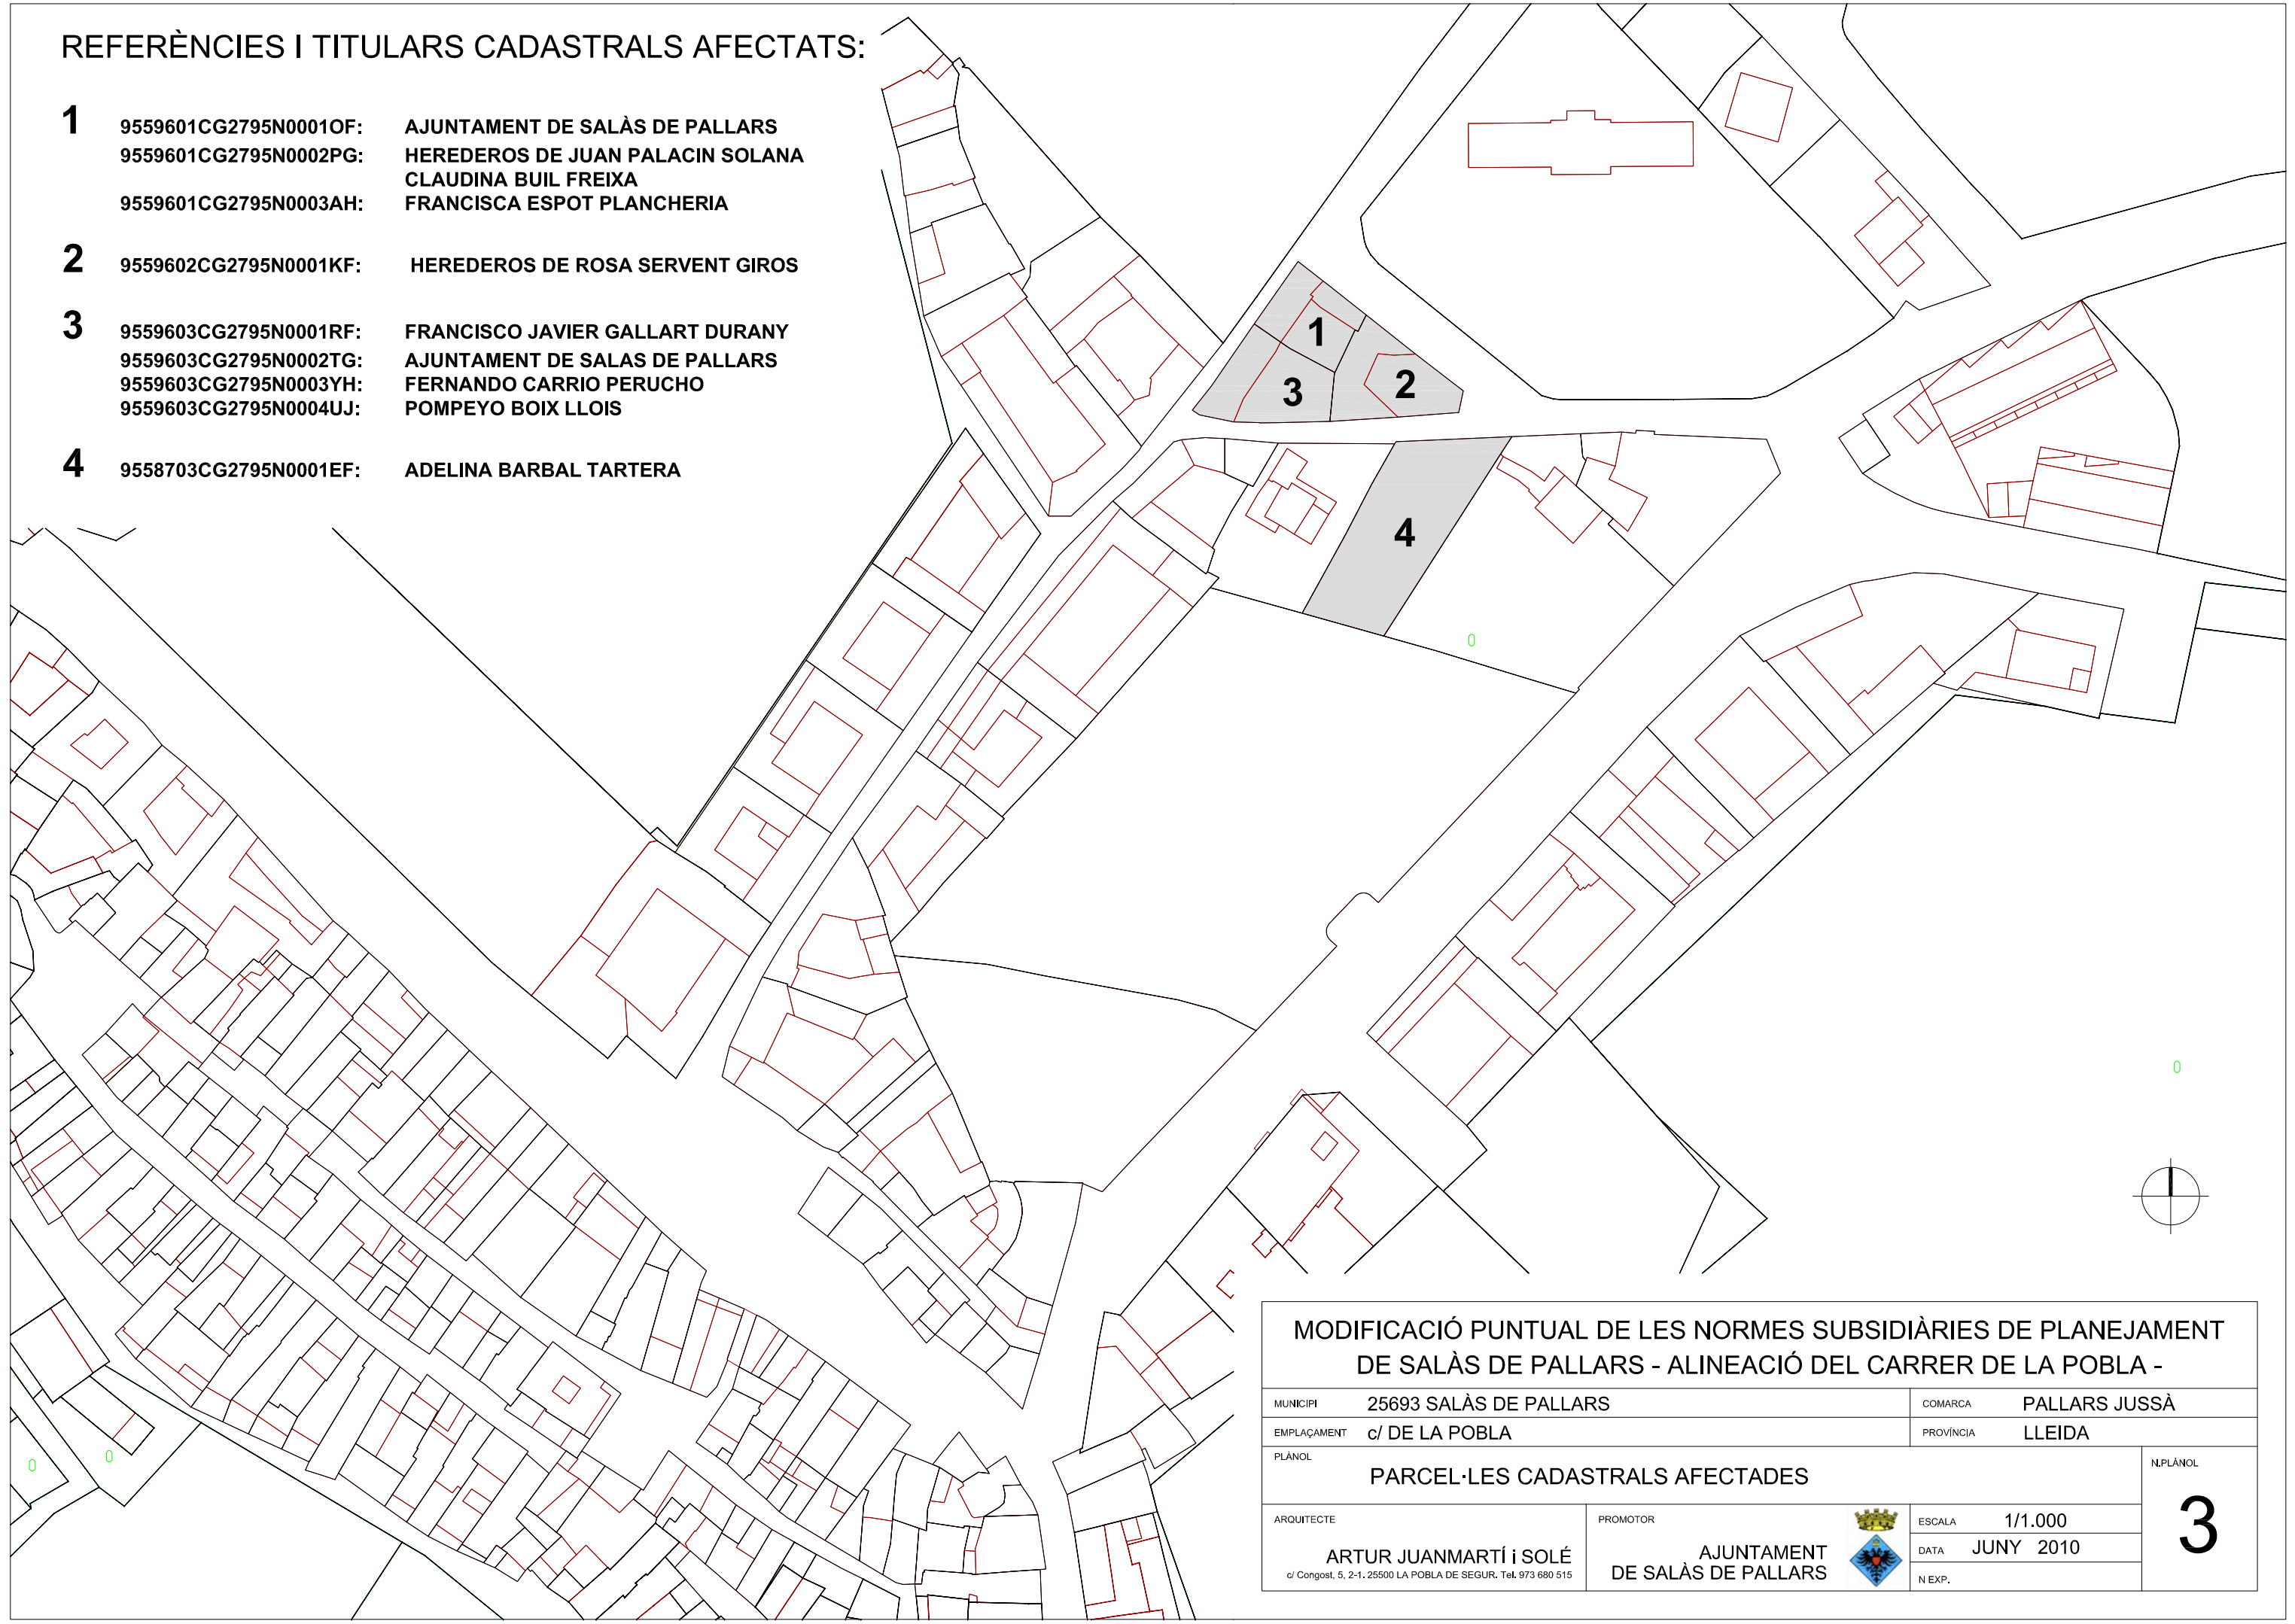 REFERÈNCIES I TITULARS CADASTRALS AFECTATS:
1 9559601CG2795N0001OF: AJUNTAMENT DE SALÀS DE PALLARS
9559601CG2795N0002PG: HEREDEROS DE JUAN PALACIN SOLANA
CLAUDINA BUIL FREIXA
9559601CG2795N0003AH: FRANCISCA ESPOT PLANCHERIA
2 9559602CG2795N0001KF: HEREDEROS DE ROSA SERVENT GIROS
3 9559603CG2795N0001RF: FRANCISCO JAVIER GALLART DURANY
9559603CG2795N0002TG: AJUNTAMENT DE SALAS DE PALLARS
9559603CG2795N0003YH: FERNANDO CARRIO PERUCHO
9559603CG2795N0004UJ: POMPEYO BOIX LLOIS
4 9558703CG2795N0001EF: ADELINA BARBAL TARTERA
1
2
3
4
0
0
0
0
MODIFICACIÓ PUNTUAL DE LES NORMES SUBSIDIÀRIES DE PLANEJAMENT
DE SALÀS DE PALLARS - ALINEACIÓ DEL CARRER DE LA POBLA -
MUNICIPI 25693 SALÀS DE PALLARS COMARCA PALLARS JUSSÀ
EMPLAÇAMENT c/ DE LA POBLA PROVÍNCIA LLEIDA
PLÀNOL PARCEL·LES CADASTRALS AFECTADES N.PLÀNOL
3
ARQUITECTE
ARTUR JUANMARTÍ i SOLÉ
c/ Congost, 5, 2-1. 25500 LA POBLA DE SEGUR. Tel. 973 680 515
PROMOTOR
AJUNTAMENT
DE SALÀS DE PALLARS
ESCALA 1/1.000
DATA JUNY 2010
N EXP.